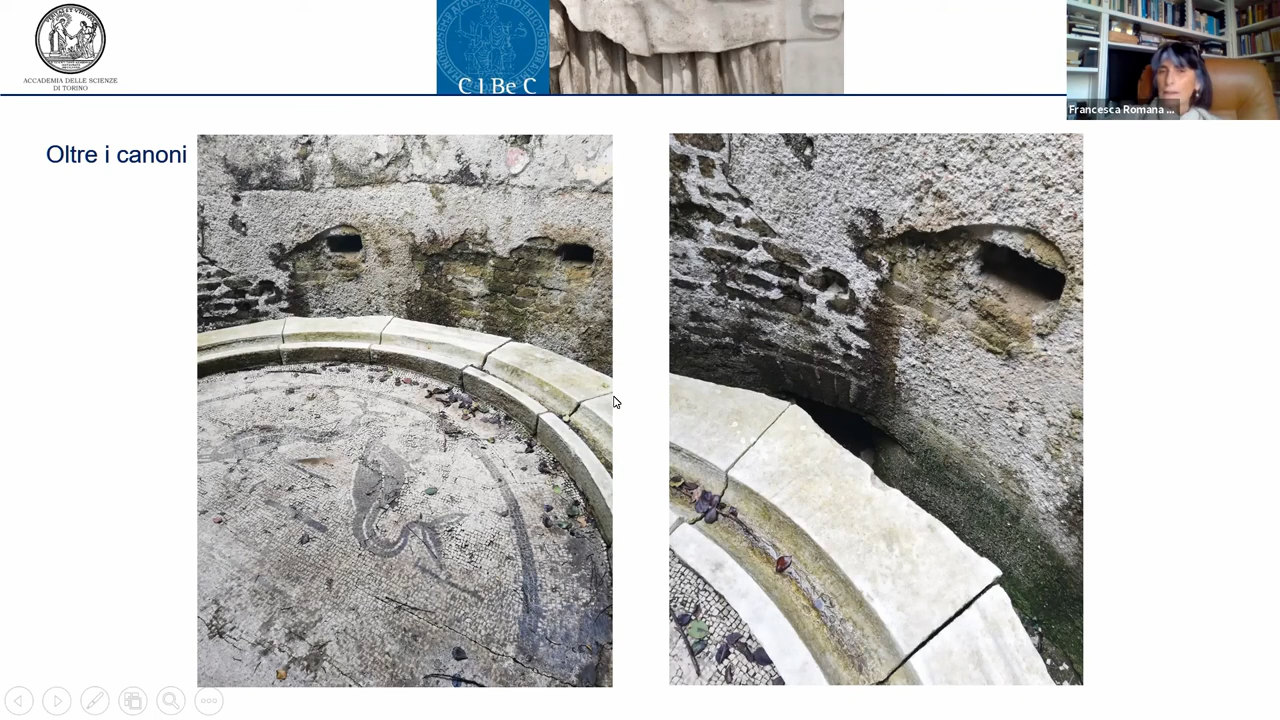 ACCADEMIA DELLE SCIENZE
DI TORINO
C I Be C
Francesca Romana ...
Oltre i canoni